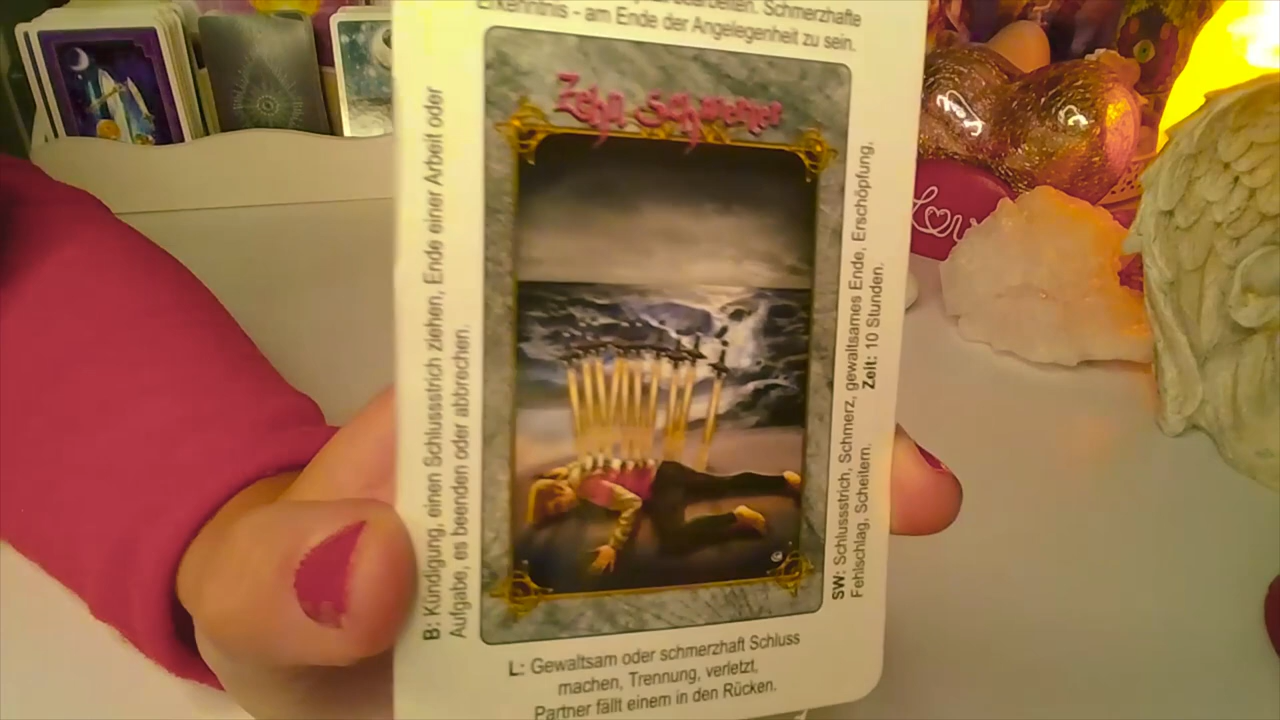 bearbeiten. Schmerzhafte
Erkenntnis - am Ende der Angelegenheit zu sein.
Zehn Schwerter
B: Kündigung, einen Schlussstrich ziehen, Ende einer Arbeit oder
Aufgabe, es beenden oder abbrechen.
SW: Schlussstrich, Schmerz, gewaltsames Ende, Erschöpfung,
Fehlschlag, Scheitern. Zeit: 10 Stunden.
L: Gewaltsam oder schmerzhaft Schluss
machen, Trennung, verletzt,
Partner fällt einem in den Rücken.
Love